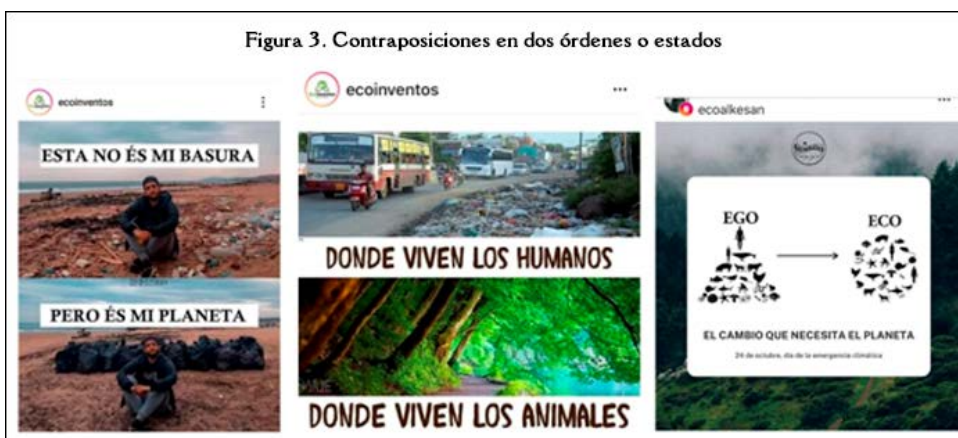 Figura 3. Contraposiciones en dos órdenes o estados
ecoinventos
ESTA NO ÉS MI BASURA
PERO ÉS MI PLANETA
ecoinventos
DONDE VIVEN LOS HUMANOS
DONDE VIVEN LOS ANIMALES
ecoalkesan
EGO
ECO
EL CAMBIO QUE NECESITA EL PLANETA
24 de octubre, día de la emergencia climática